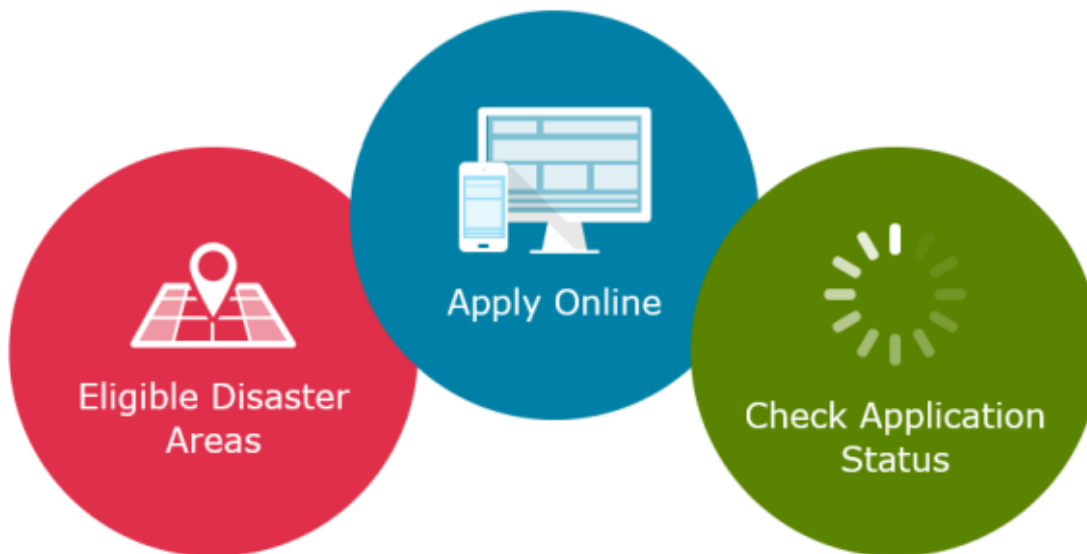 Eligible Disaster
Areas
Apply Online
Check Application
Status